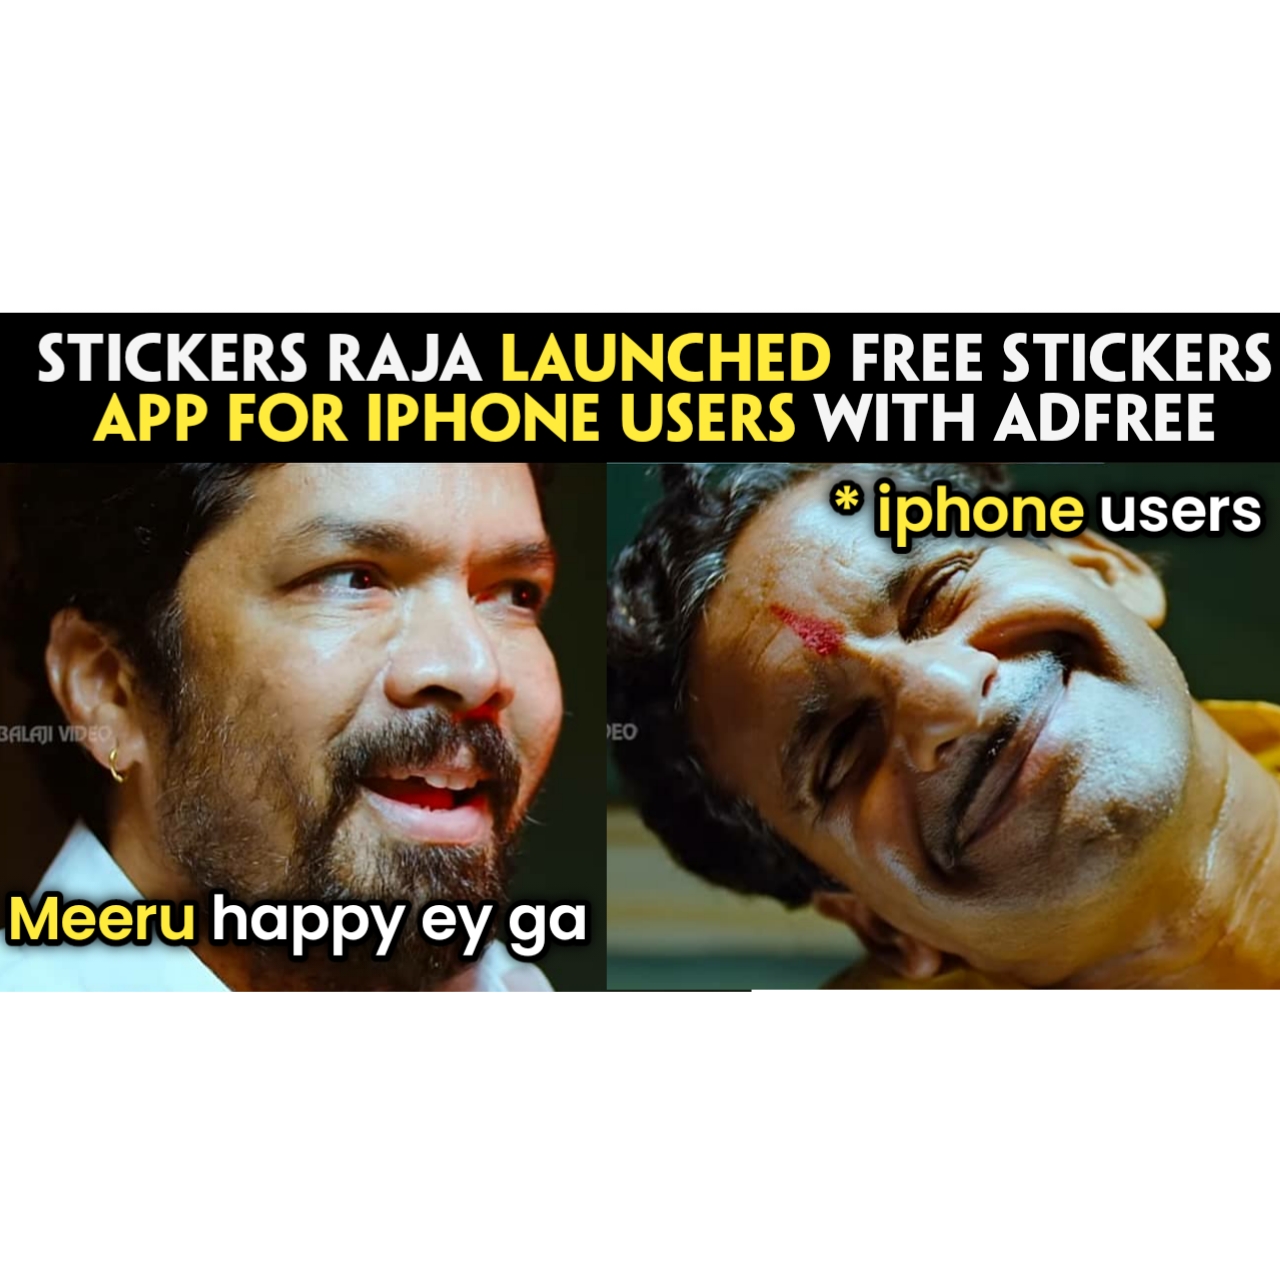 STICKERS RAJA LAUNCHED FREE STICKERS
APP FOR IPHONE USERS WITH ADFREE
* iphone users
BALAJI VIDEO
DEO
Meeru happy ey ga